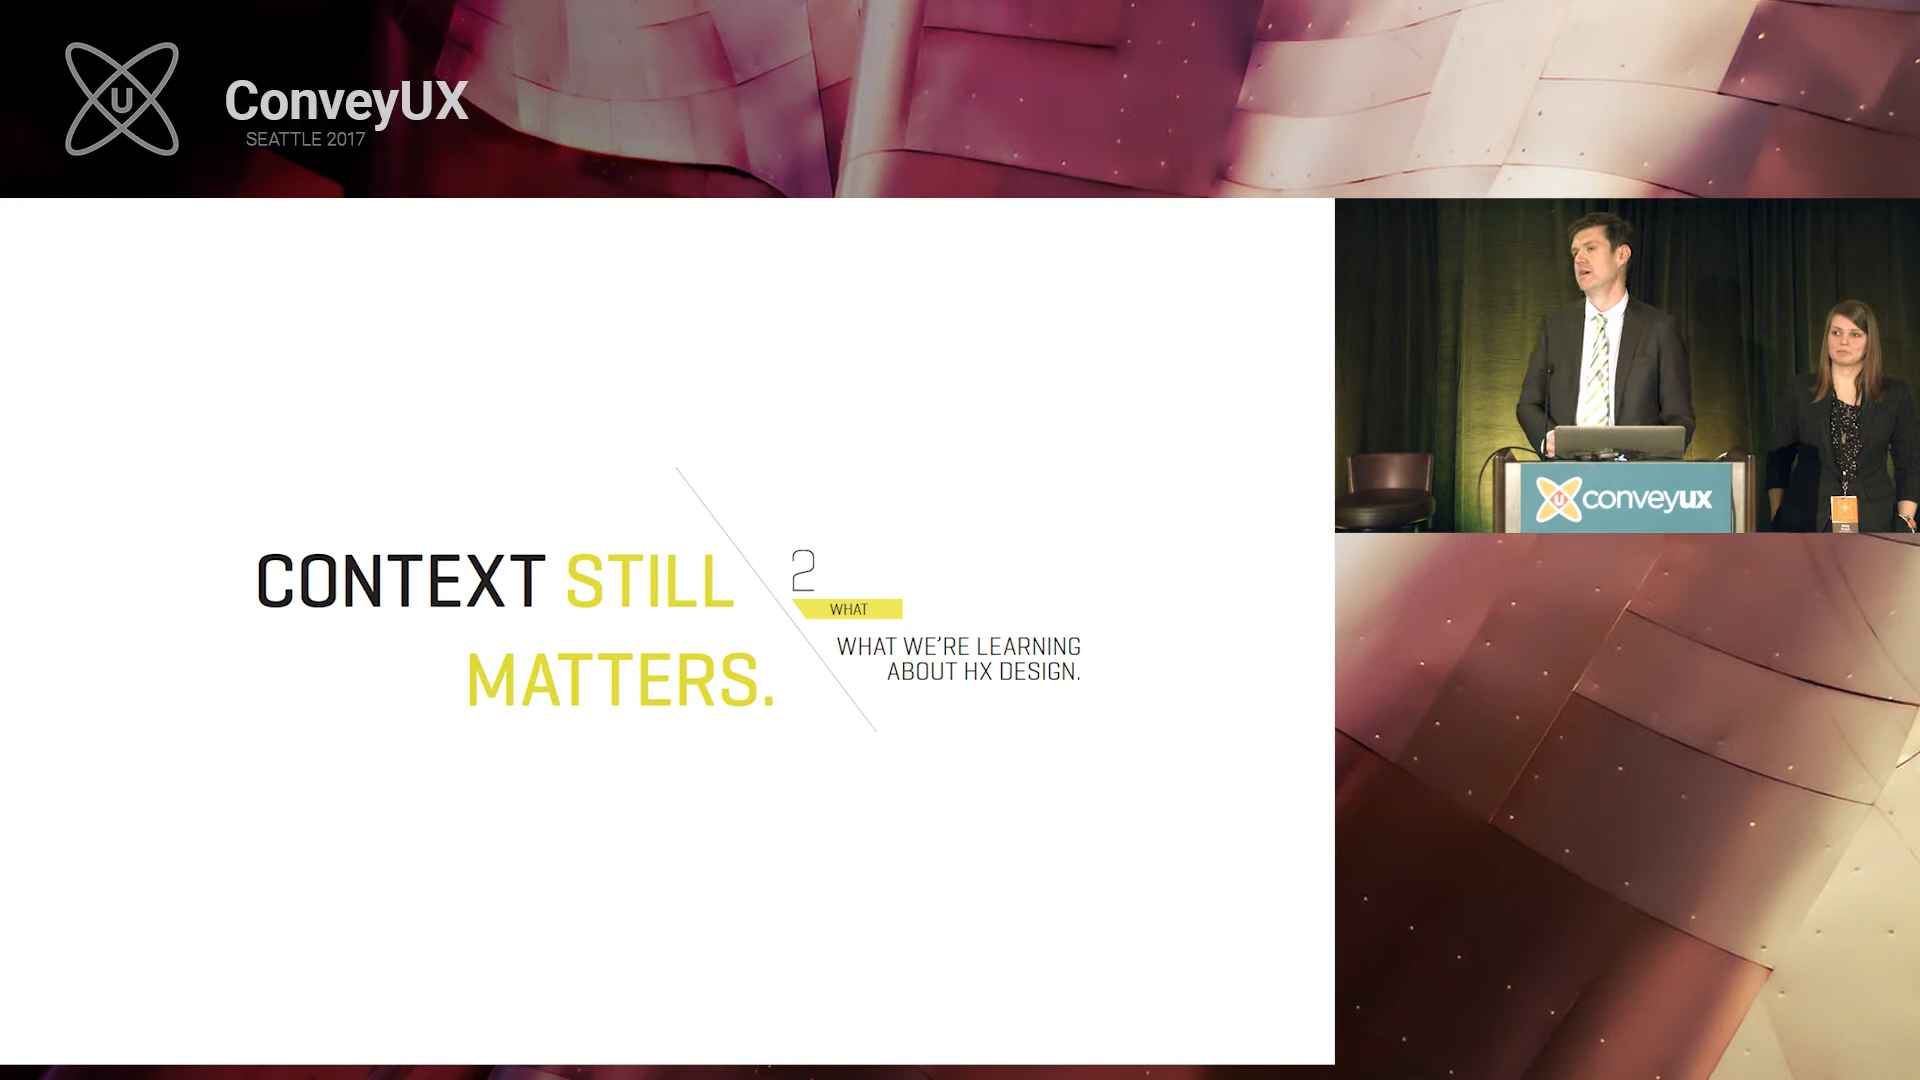 U
ConveyUX
SEATTLE 2017
CONTEXT STILL
MATTERS.
2
WHAT
WHAT WE'RE LEARNING
ABOUT HX DESIGN.
U conveyux